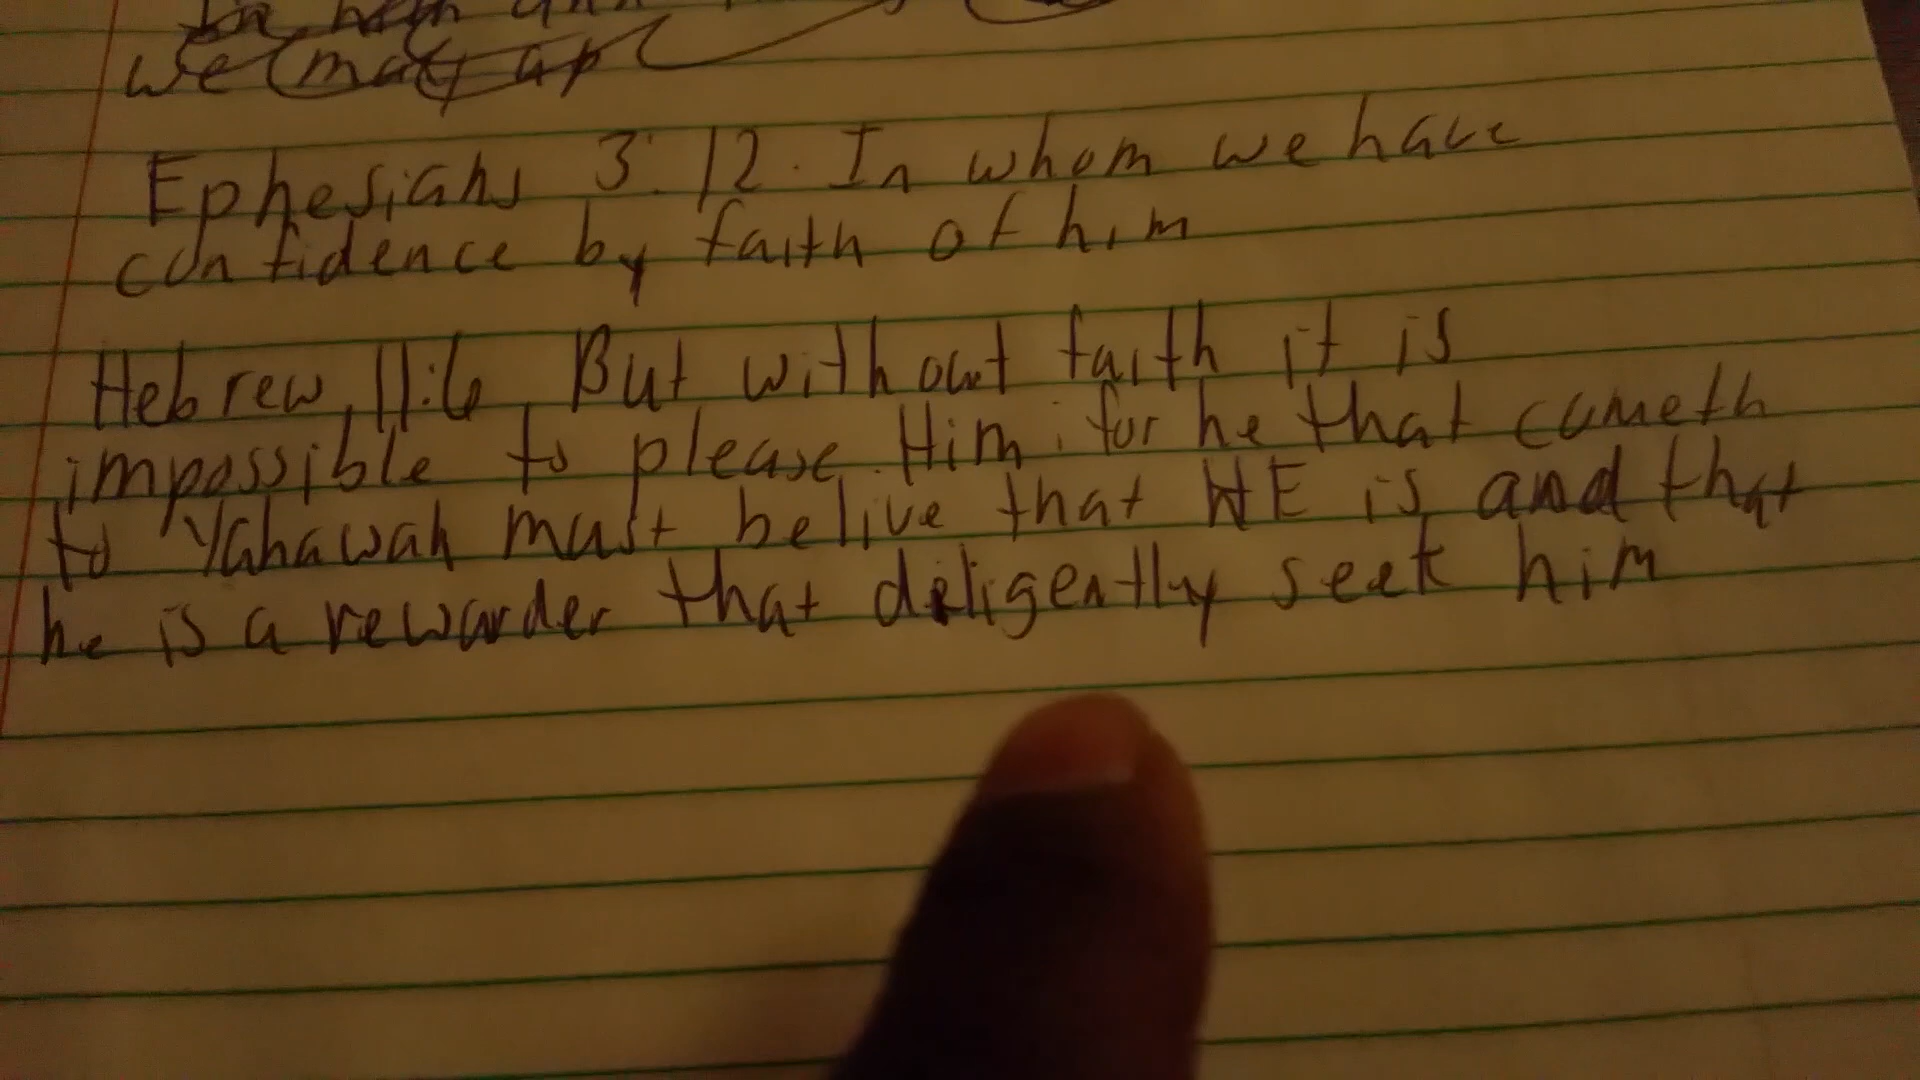 we may ap
Ephesians 3:12. In whom we have
confidence by faith of him
Hebrew, 11:6, But without faith it is
impossible to please Him: for he that cometh
to Yahawah must belive that HE is and that
he is a rewarder that diligently seek him